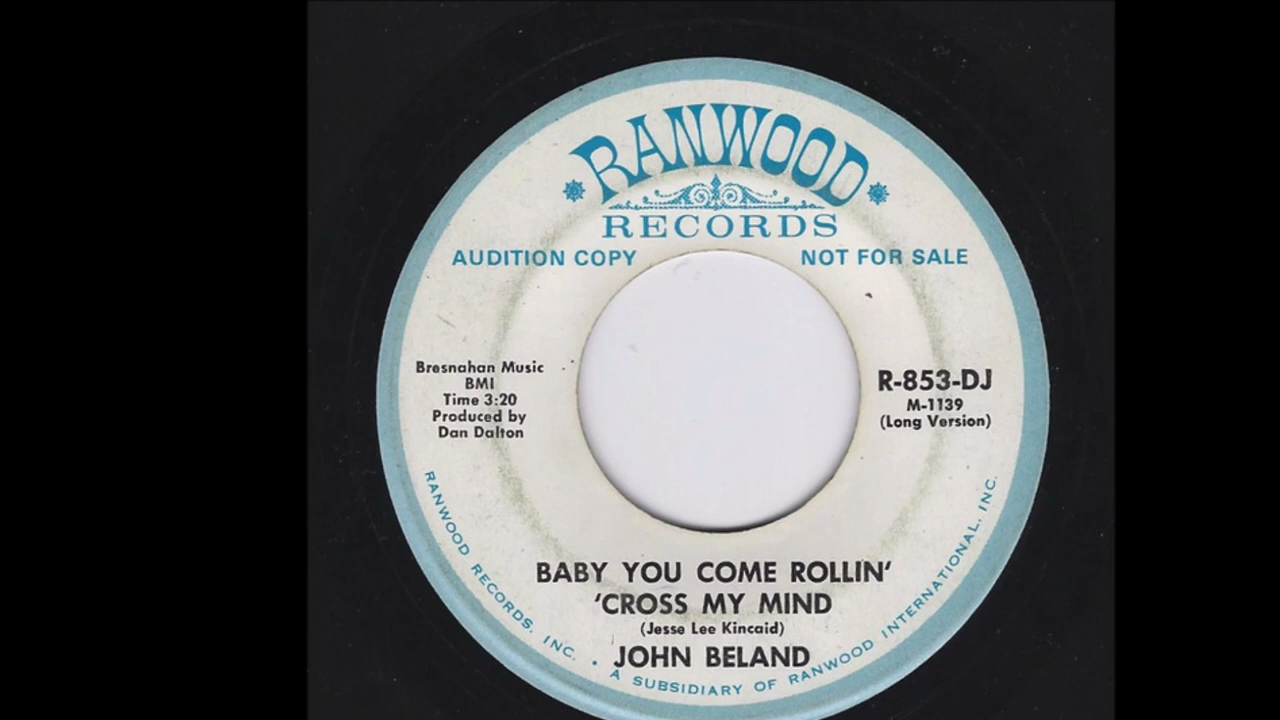 RANWOOD
RECORDS
AUDITION COPY NOT FOR SALE
Bresnahan Music
BMI
Time 3:20
Produced by
Dan Dalton
R-853-DJ
M-1139
(Long Version)
BABY YOU COME ROLLIN'
'CROSS MY MIND
(Jesse Lee Kincaid)
JOHN BELAND
RANWOOD RECORDS, INC. • A SUBSIDIARY OF RANWOOD INTERNATIONAL, INC.